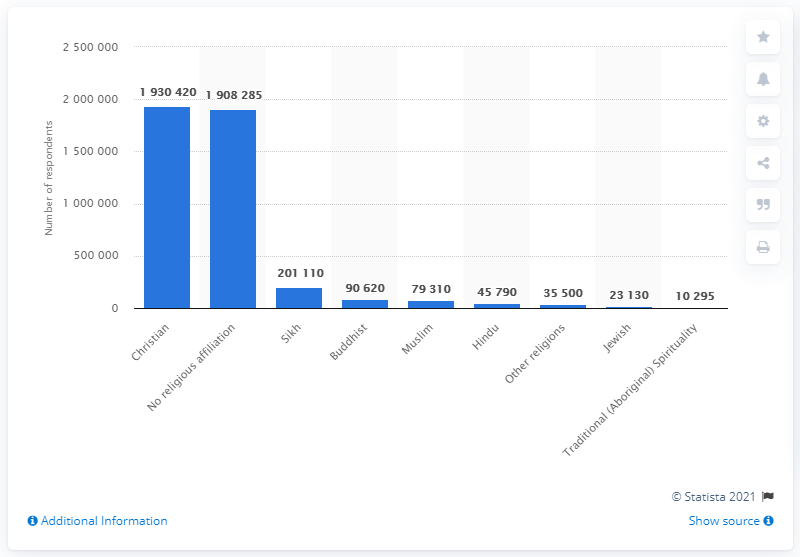 2 500 000
2 000 000
1 500 000
1 000 000
500 000
0
Number of respondents
1 930 420
1 908 285
201 110
90 620
79 310
45 790
35 500
23 130
10 295
Christian
No religious affiliation
Sikh
Buddhist
Muslim
Hindu
Other religions
Jewish
Traditional (Aboriginal) Spirituality
© Statista 2021
Additional Information
Show source